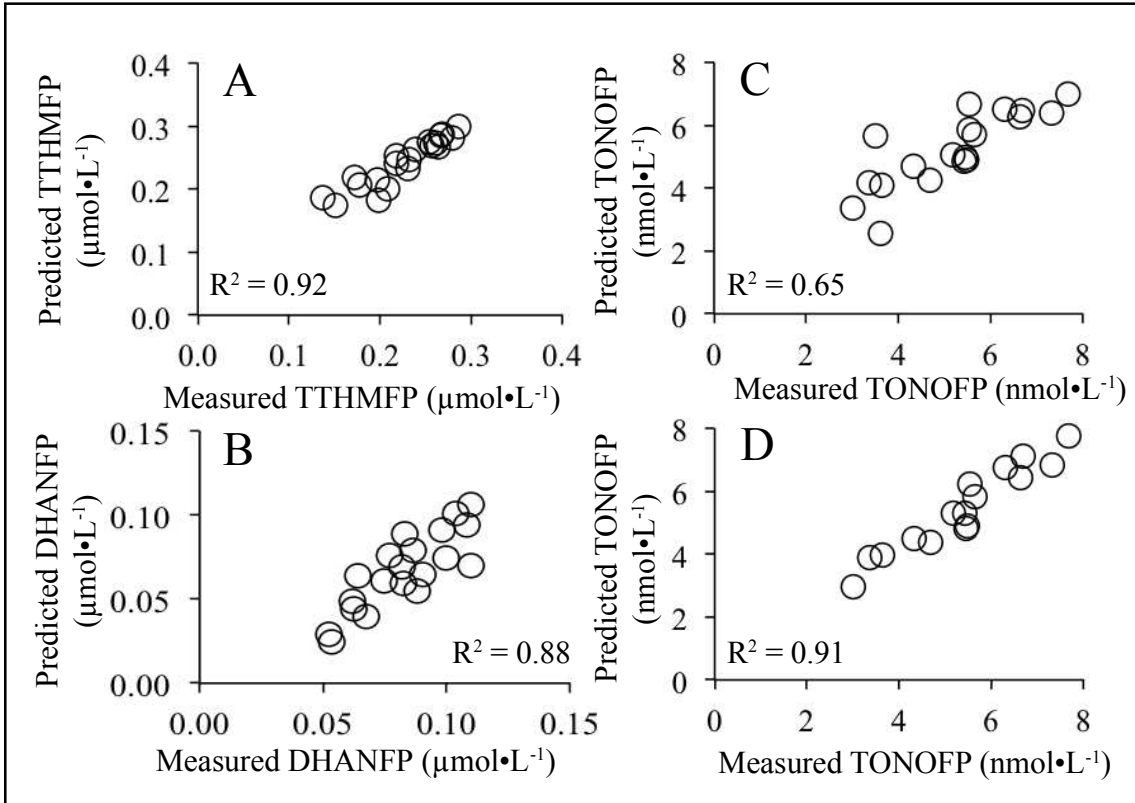 A
Predicted TTHMFP
(µmol•L-1)
0.4
0.3
0.2
0.1
0.0
R2 = 0.92
0.0 0.1 0.2 0.3 0.4
Measured TTHMFP (µmol•L-1)
B
Predicted DHANFP
(µmol•L-1)
0.15
0.10
0.05
0.00
R2 = 0.88
0.00 0.05 0.10 0.15
Measured DHANFP (µmol•L-1)
C
Predicted TONOFP
(nmol•L-1)
8
6
4
2
0
R2 = 0.65
0 2 4 6 8
Measured TONOFP (nmol•L-1)
D
Predicted TONOFP
(nmol•L-1)
8
6
4
2
0
R2 = 0.91
0 2 4 6 8
Measured TONOFP (nmol•L-1)